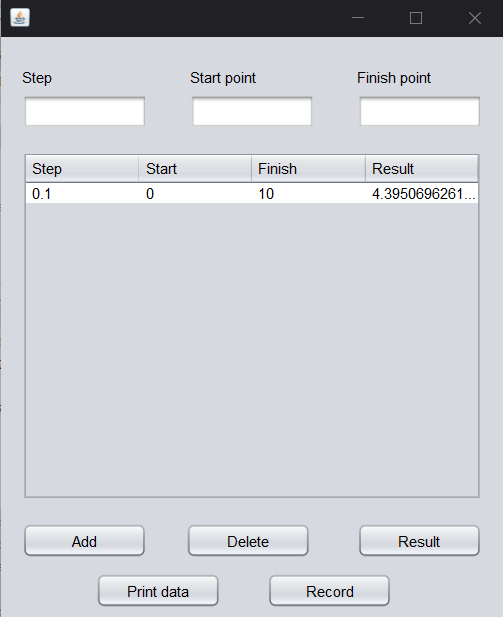 Step Start point Finish point
Step Start Finish Result
0.1 0 10 4.3950696261...
Add Delete Result
Print data Record